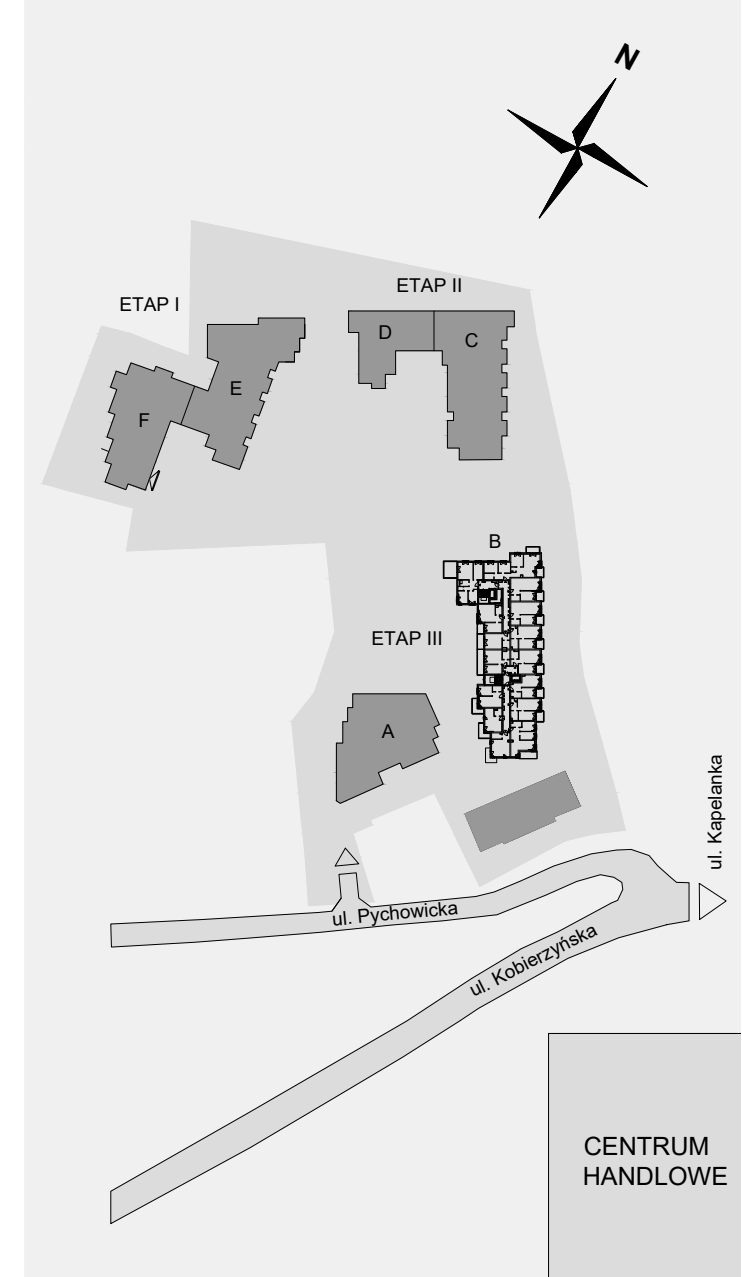 N
ETAP II
ETAP I
D
C
E
F
B
ETAP III
A
ul. Kapelanka
ul. Pychowicka
ul. Kobierzyńska
CENTRUM
HANDLOWE